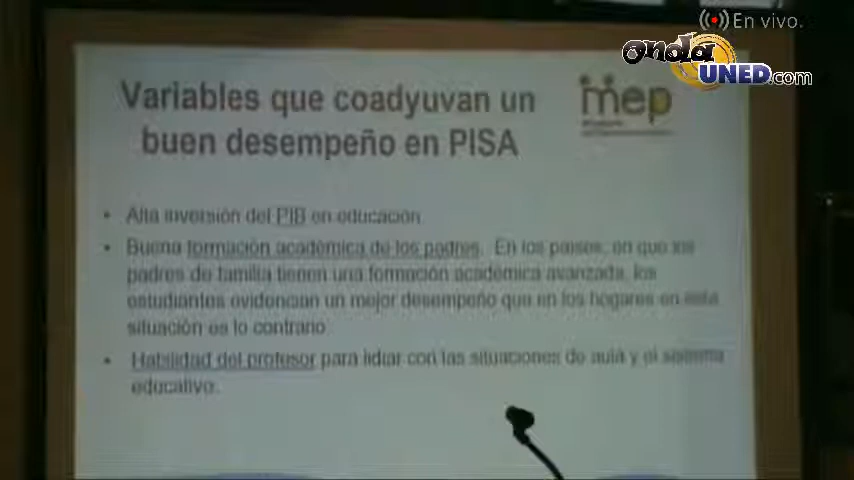 En vivo.
onda
UNED.com
Variables que coadyuvan un
buen desempeño en PISA
mep
• Alta inversión del PIB en educación
• Buena formación académica de los padres. En los países, en que los
padres de familia tienen una formación académica avanzada, los
estudiantes evidencian un mejor desempeño que en los hogares en esta
situación es lo contrario
• Habilidad del profesor para lidiar con las situaciones de aula y el sistema
educativo.